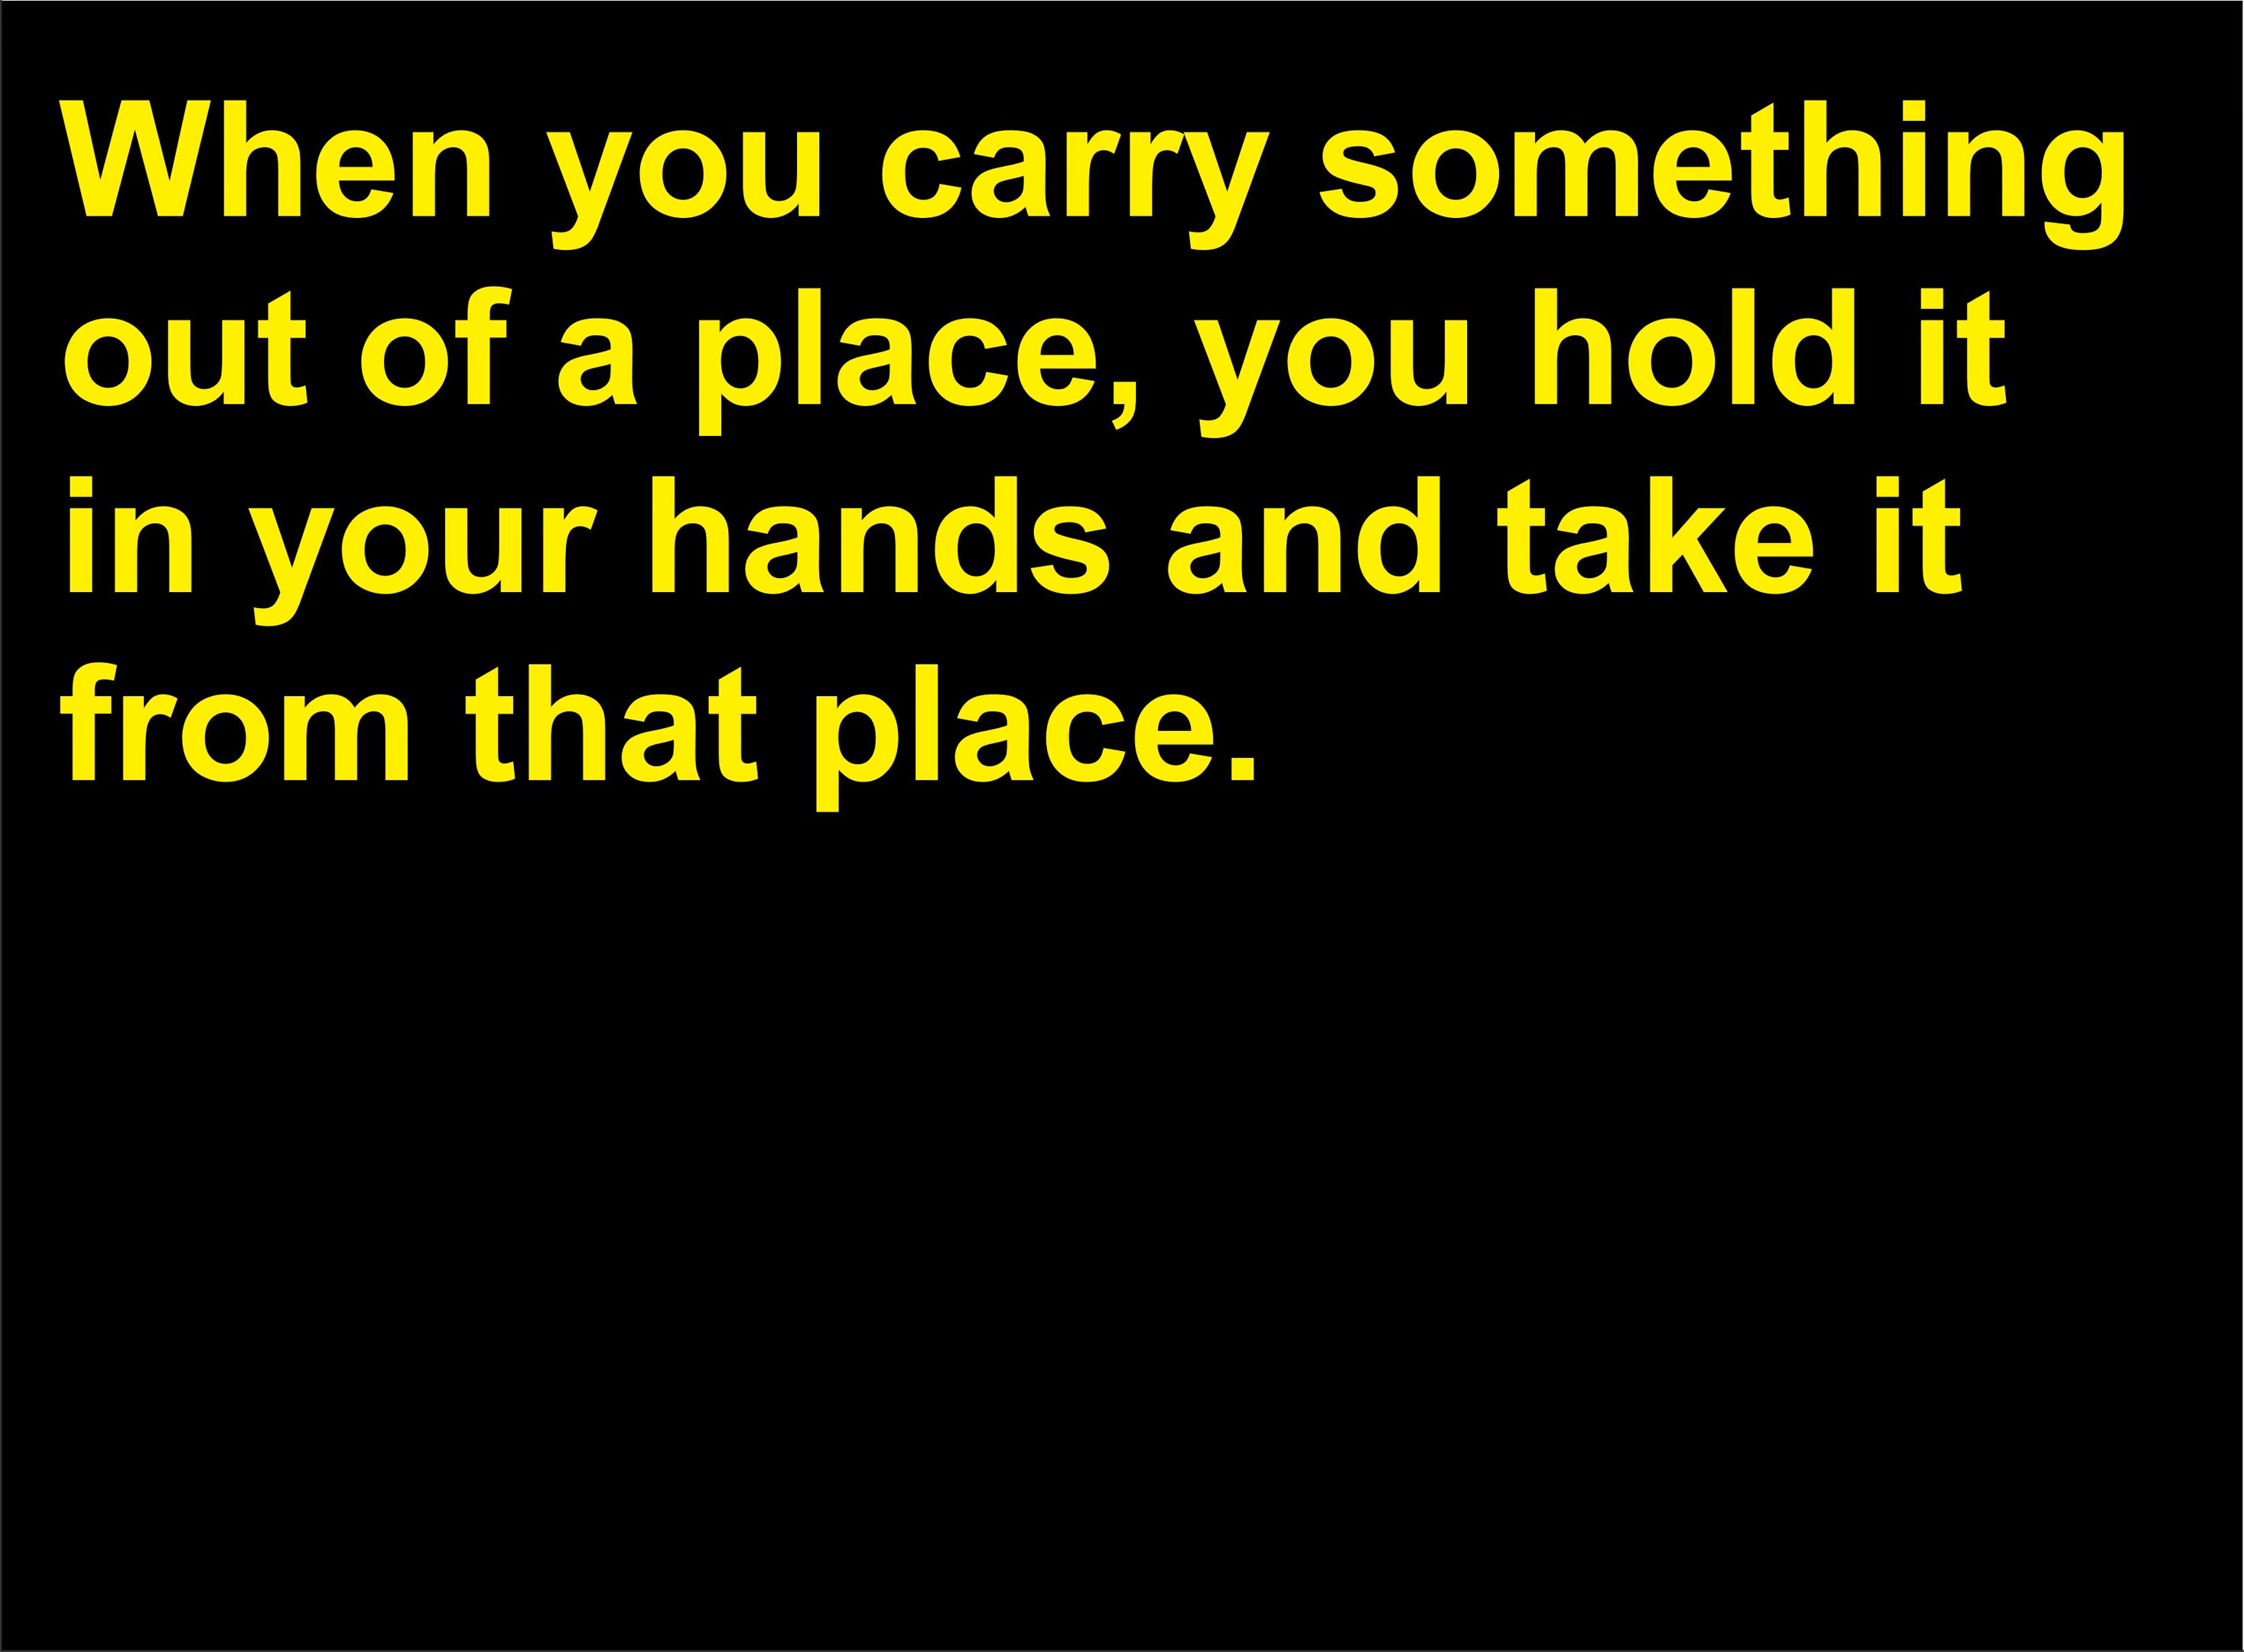 When you carry something
out of a place, you hold it
in your hands and take it
from that place.